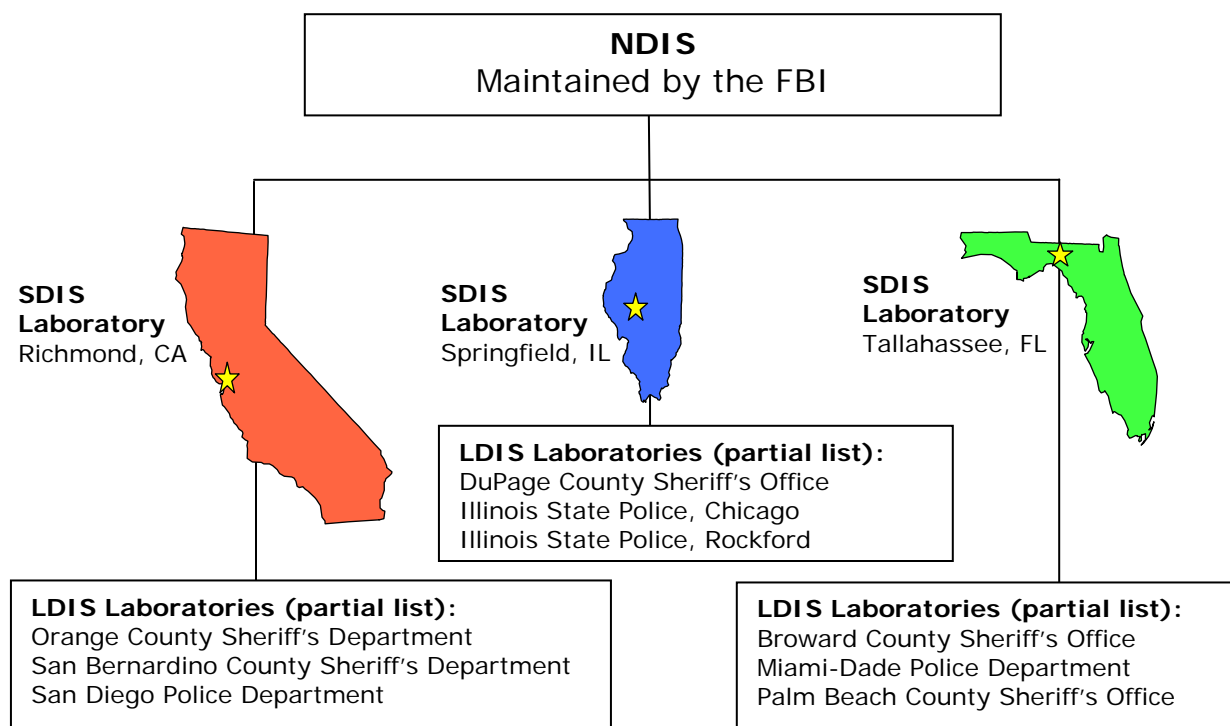 NDIS
Maintained by the FBI
SDIS
Laboratory
Richmond, CA
SDIS
Laboratory
Springfield, IL
SDIS
Laboratory
Tallahassee, FL
LDIS Laboratories (partial list):
DuPage County Sheriff's Office
Illinois State Police, Chicago
Illinois State Police, Rockford
LDIS Laboratories (partial list):
Orange County Sheriff's Department
San Bernardino County Sheriff's Department
San Diego Police Department
LDIS Laboratories (partial list):
Broward County Sheriff's Office
Miami-Dade Police Department
Palm Beach County Sheriff's Office